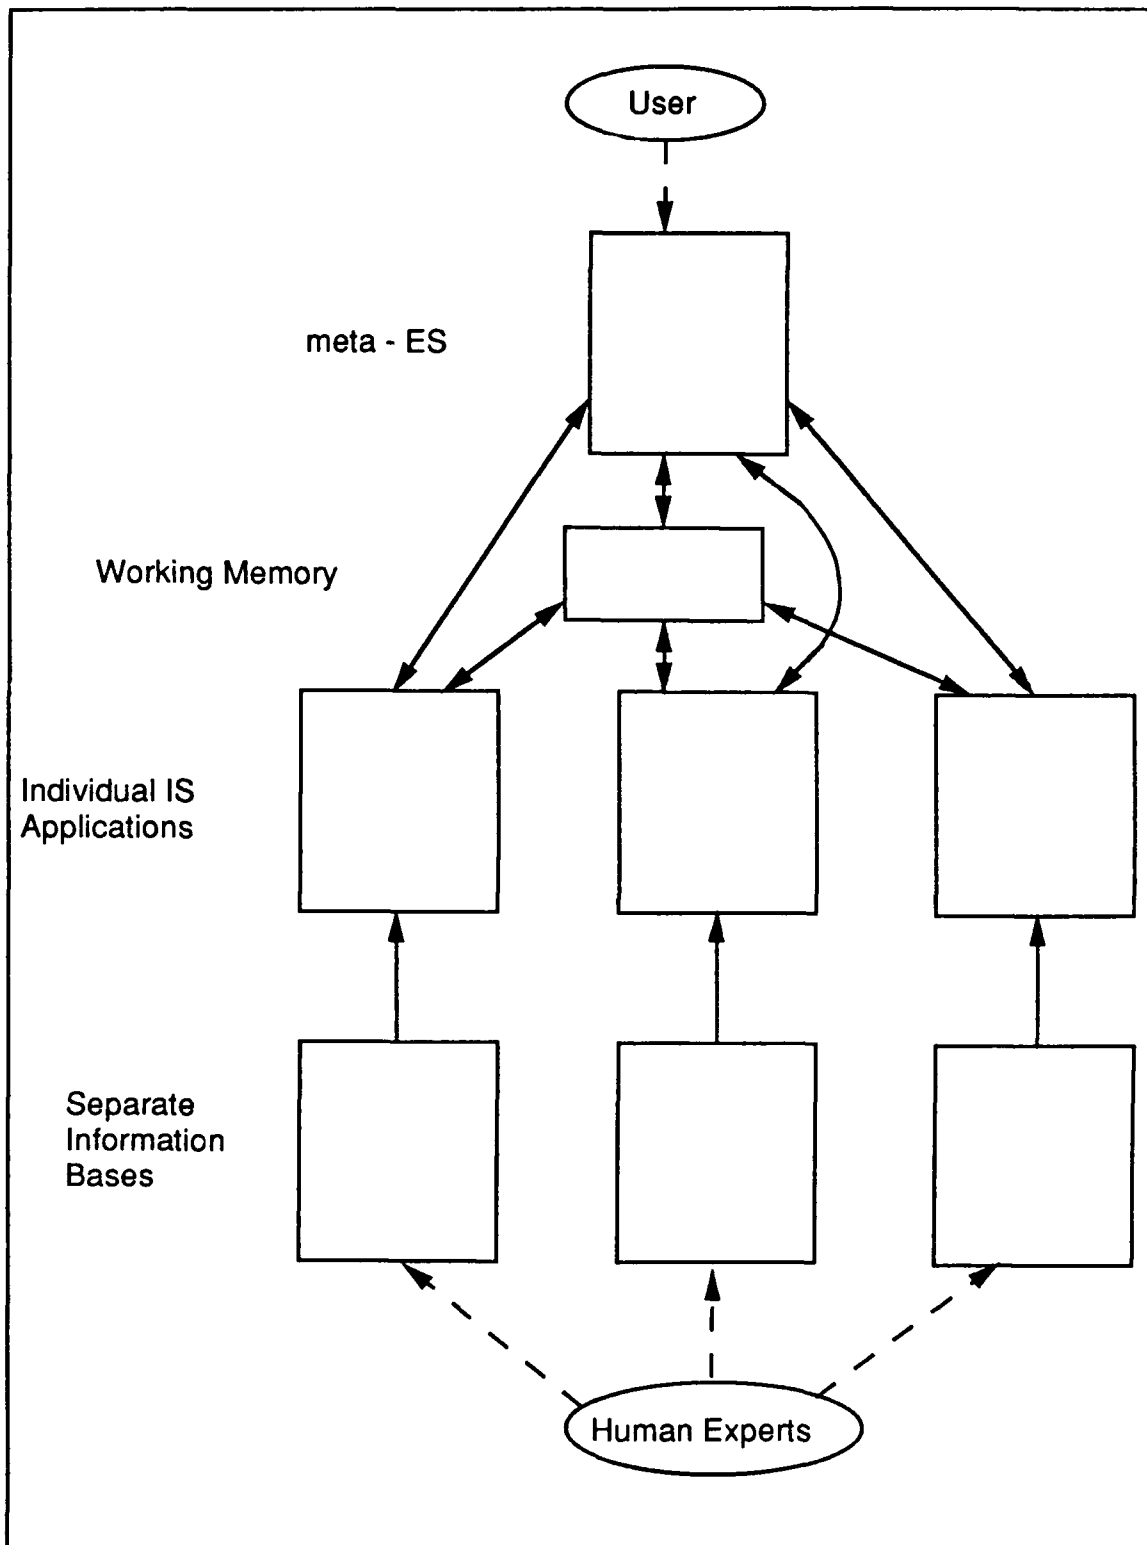 User
meta - ES
Working Memory
Individual IS
Applications
Separate
Information
Bases
Human Experts